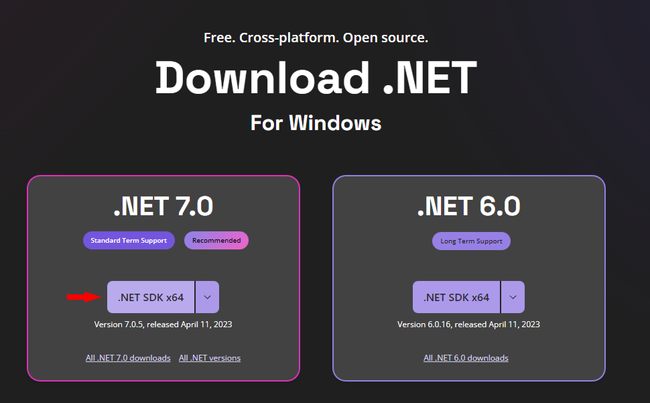 Free. Cross-platform. Open source.
Download .NET
For Windows
.NET 7.0
Standard Term Support Recommended
.NET SDK x64
Version 7.0.5, released April 11, 2023
All .NET 7.0 downloads All .NET versions
.NET 6.0
Long Term Support
.NET SDK x64
Version 6.0.16, released April 11, 2023
All .NET 6.0 downloads